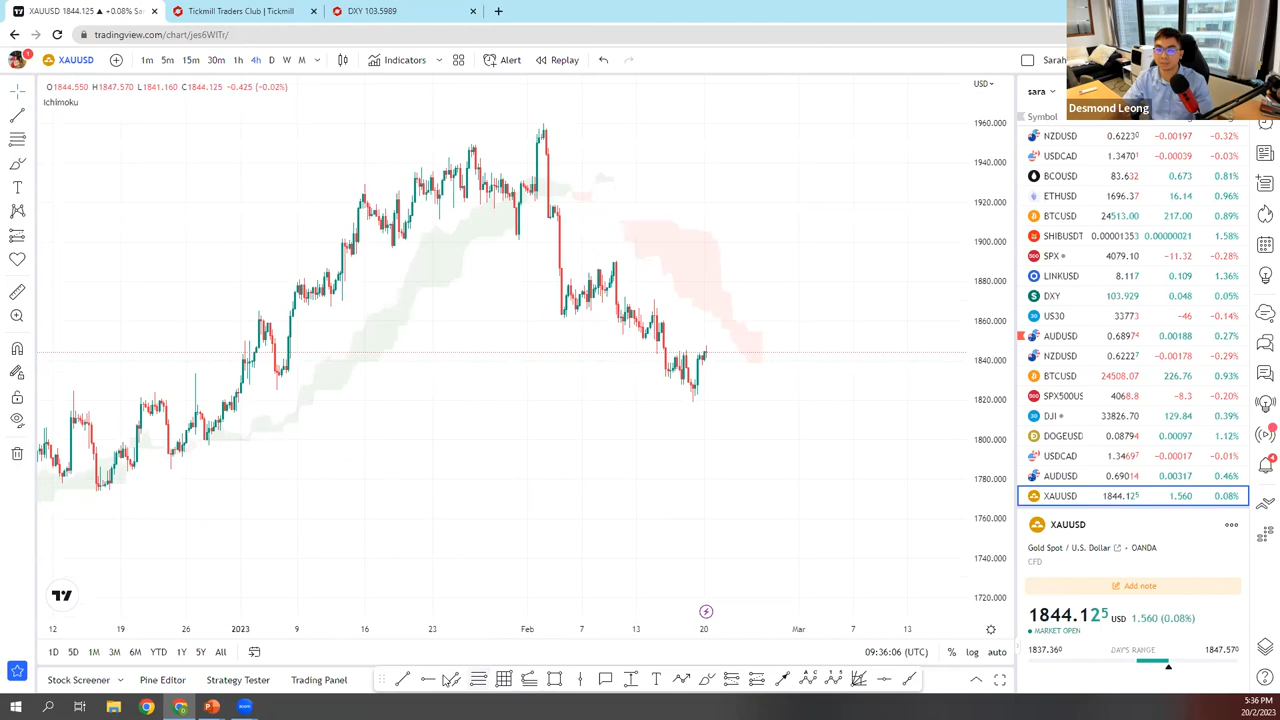 XAUUSD 1844.125 ▲ +0.08% Sar
Tickmill Traders Club | Tickmill
DXY 103.5989
tradingview.com/chart/jes6WITr/
1
XAUUSD
1m 5m 15m 30m 1h 4h D W M
Indicators
Alert
Replay
Sarah
O1844.550 H1847.570 L1841.160 C1844.125 −0.425 (−0.02%)
Ichimoku
USD
1960.000
1940.000
1920.000
1900.000
1880.000
1860.000
1840.000
1820.000
1800.000
1780.000
1760.000
1740.000
1720.000
12 19 26 2023 9 23 Feb 7 13 20 Mar 7 13
1D 5D 1M 3M 6M YTD 1Y 5Y All
09:36:06 (UTC)
% log auto
Stock Screener
Pine Editor
Strategy Tester
Trading Panel
Desmond Leong
sara
Symbol
NZDUSD 0.62230 −0.00197 −0.32%
USDCAD 1.34701 −0.00039 −0.03%
BCOUSD 83.632 0.673 0.81%
ETHUSD 1696.37 16.14 0.96%
BTCUSD 24513.00 217.00 0.89%
SHIBUSDT 0.00001353 0.00000021 1.58%
SPX 4079.10 −11.32 −0.28%
LINKUSD 8.117 0.109 1.36%
DXY 103.929 0.048 0.05%
US30 33773 −46 −0.14%
AUDUSD 0.68974 0.00188 0.27%
NZDUSD 0.62227 −0.00178 −0.29%
BTCUSD 24508.07 226.76 0.93%
SPX500US 4068.8 −8.3 −0.20%
DJI 33826.70 129.84 0.39%
DOGEUSD 0.08794 0.00097 1.12%
USDCAD 1.34697 −0.00017 −0.01%
AUDUSD 0.69014 0.00317 0.46%
XAUUSD 1844.125 1.560 0.08%
XAUUSD
Gold Spot / U.S. Dollar • OANDA
CFD
Add note
1844.125 USD 1.560 (0.08%)
MARKET OPEN
1837.360 DAY'S RANGE 1847.570
4
5:36 PM
20/2/2023